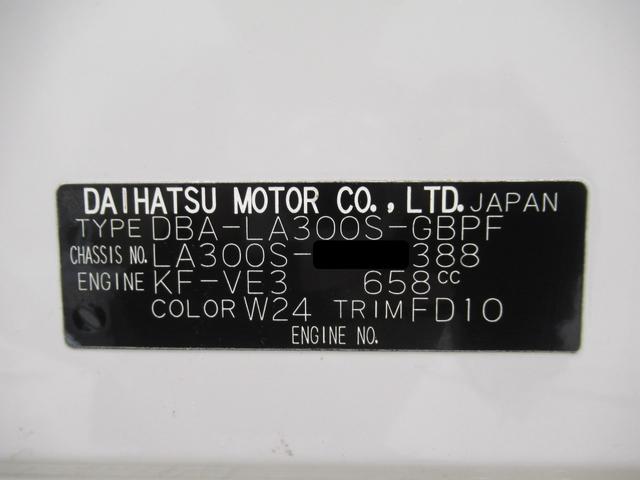 DAIHATSU MOTOR CO., LTD. JAPAN
TYPE DBA-LA300S-GBPF
CHASSIS NO. LA300S- 388
ENGINE KF-VE3 658cc
COLOR W24 TRIM FD10
ENGINE NO.